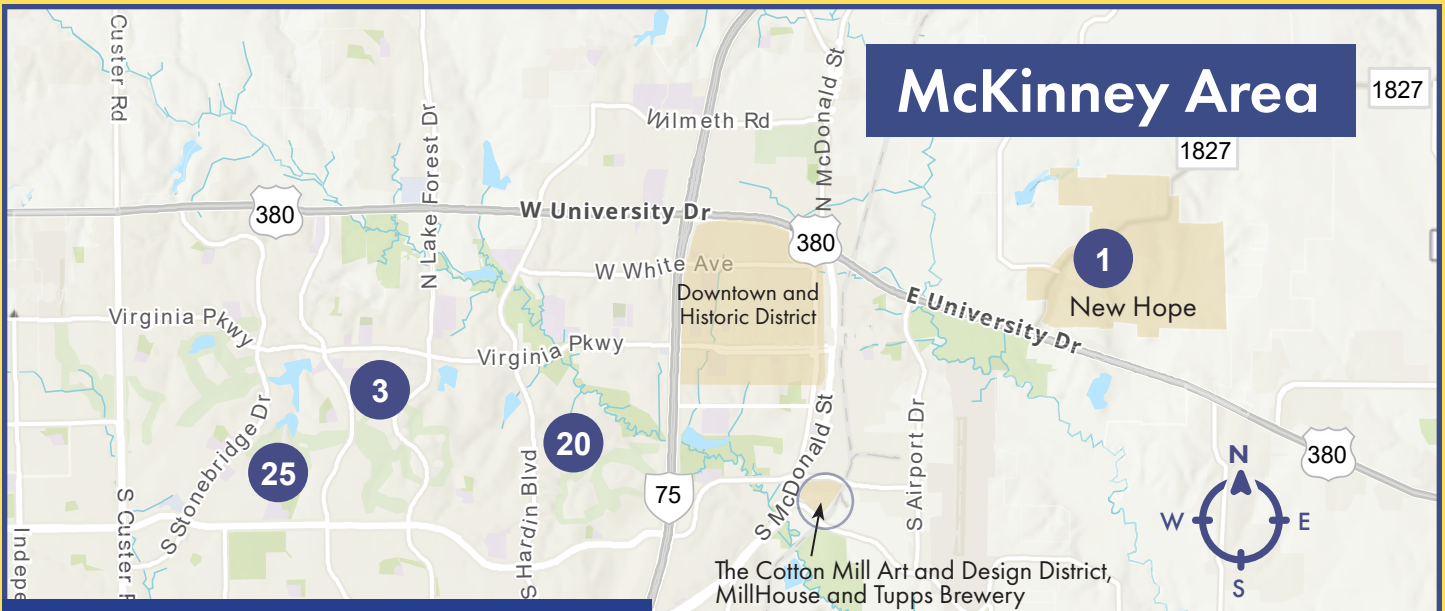 McKinney Area
1827
1827
Custer Rd
N Lake Forest Dr
Wilmeth Rd
N McDonald St
380
W University Dr
380
W White Ave
Downtown and
Historic District
1
New Hope
E University Dr
Virginia Pkwy
Virginia Pkwy
3
20
25
S Stonebridge Dr
S Custer
S Hardin Blvd
75
S McDonald St
S Airport Dr
380
N
W
E
S
The Cotton Mill Art and Design District,
MillHouse and Tupps Brewery